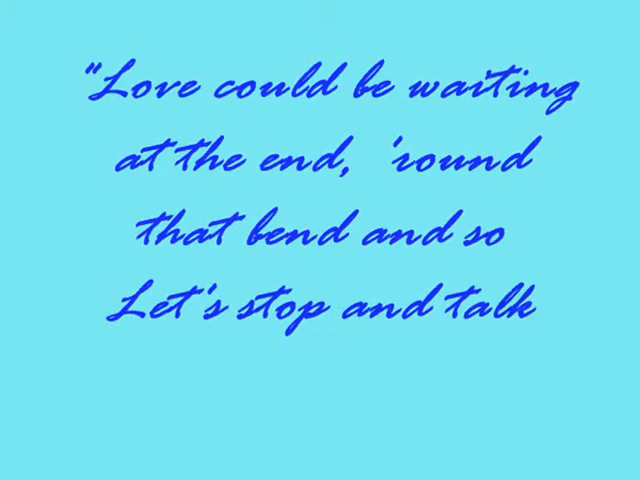 "Love could be waiting
at the end, 'round
that bend and so
Let's stop and talk